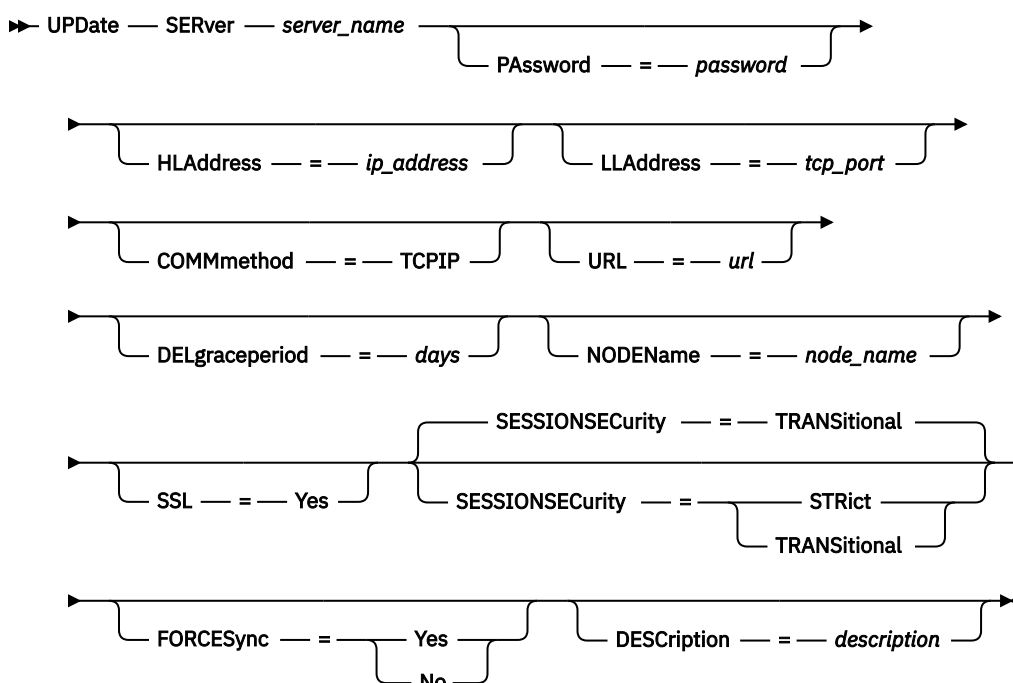 UPDate SERver server_name
PAssword = password
HLAddress = ip_address LLAddress = tcp_port
COMMmethod = TCPIP URL = url
DELgraceperiod = days NODEName = node_name
SESSIONSECurity = TRANSitional
SSL = Yes SESSIONSECurity = STRict
TRANSitional
FORCESync = Yes DESCription = description
No